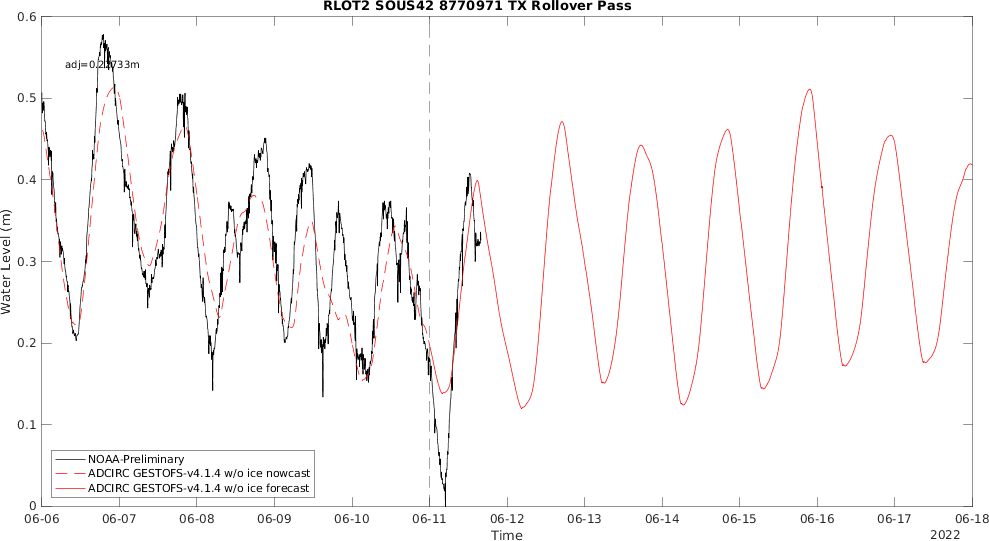 RLOT2 SOUS42 8770971 TX Rollover Pass
0.6
0.5
0.4
0.3
0.2
0.1
0
Water Level (m)
adj=0.22733m
NOAA-Preliminary
ADCIRC GESTOFS-v4.1.4 w/o ice nowcast
ADCIRC GESTOFS-v4.1.4 w/o ice forecast
06-06 06-07 06-08 06-09 06-10 06-11 06-12 06-13 06-14 06-15 06-16 06-17 06-18
Time
2022